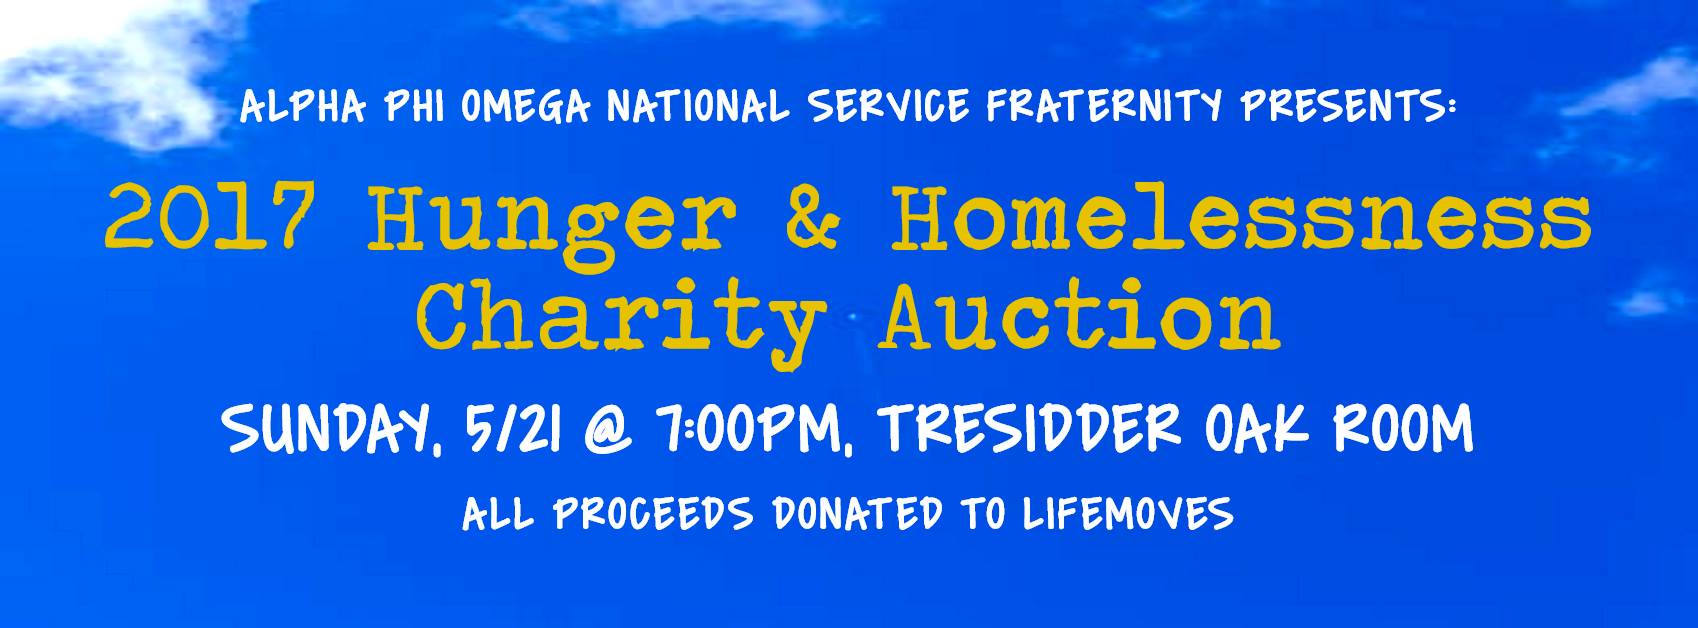 ALPHA PHI OMEGA NATIONAL SERVICE FRATERNITY PRESENTS:
2017 Hunger & Homelessness
Charity Auction
SUNDAY, 5/21 @ 7:00PM, TRESIDDER OAK ROOM
ALL PROCEEDS DONATED TO LIFEMOVES